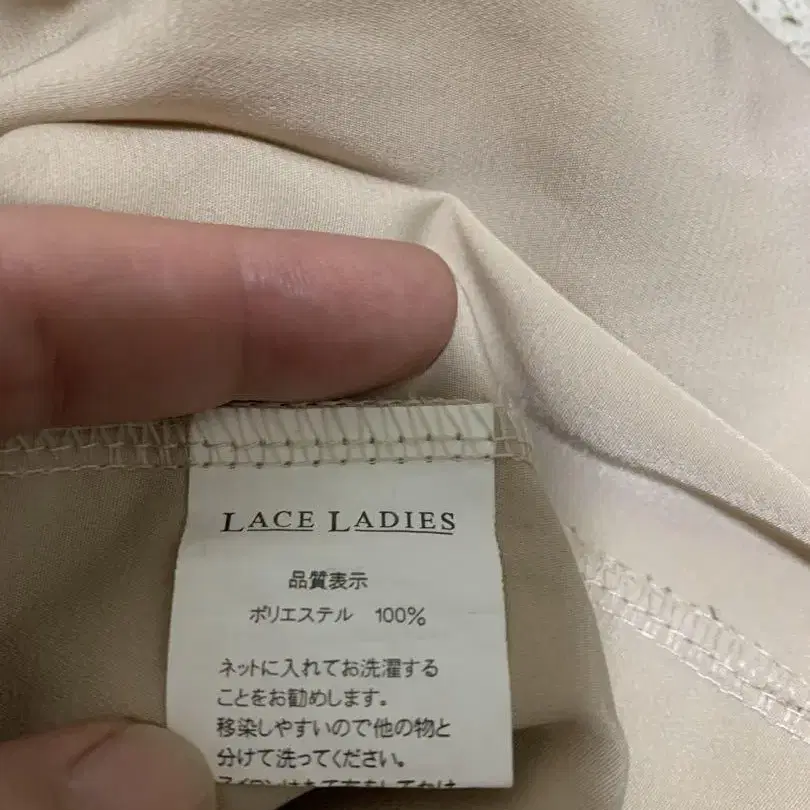 LACE LADIES
品質表示
ポリエステル 100%
ネットに入れてお洗濯する
ことをお勧めします。
移染しやすいので他の物と
分けて洗ってください。